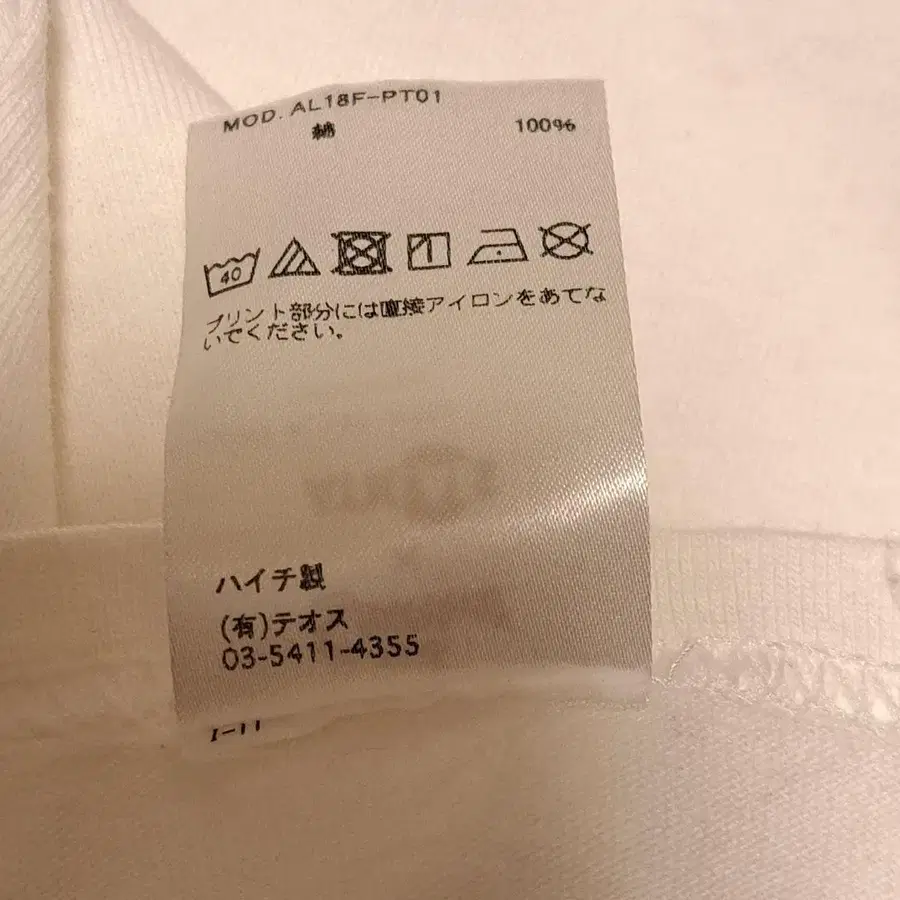 MOD. AL18F-PT01
綿 100%
40
プリント部分には直接アイロンをあてな
いでください。
ハイチ製
(有)テオス
03-5411-4355